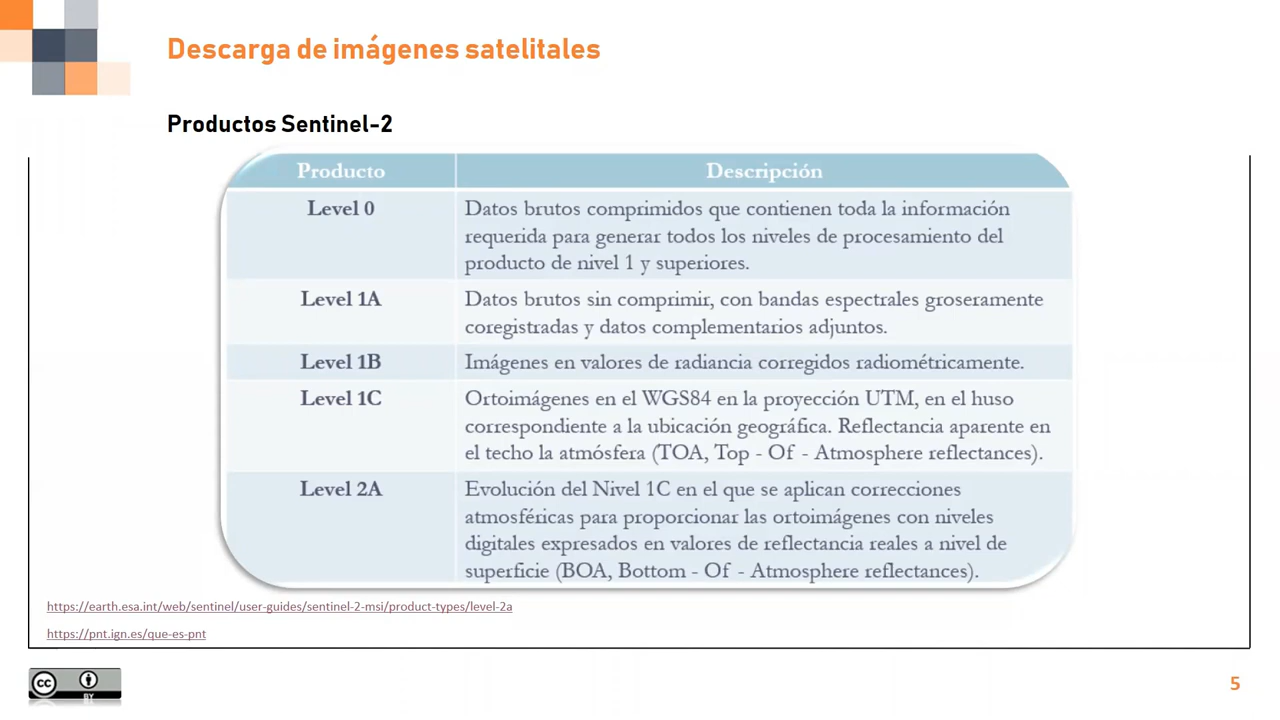 Descarga de imágenes satelitales
Productos Sentinel-2
Producto
Descripción
Level 0
Datos brutos comprimidos que contienen toda la información
requerida para generar todos los niveles de procesamiento del
producto de nivel 1 y superiores.
Level 1A
Datos brutos sin comprimir, con bandas espectrales groseramente
coregistradas y datos complementarios adjuntos.
Level 1B
Imágenes en valores de radiancia corregidos radiométricamente.
Level 1C
Ortoimágenes en el WGS84 en la proyección UTM, en el huso
correspondiente a la ubicación geográfica. Reflectancia aparente en
el techo la atmósfera (TOA, Top - Of - Atmosphere reflectances).
Level 2A
Evolución del Nivel 1C en el que se aplican correcciones
atmosféricas para proporcionar las ortoimágenes con niveles
digitales expresados en valores de reflectancia reales a nivel de
superficie (BOA, Bottom - Of - Atmosphere reflectances).
https://earth.esa.int/web/sentinel/user-guides/sentinel-2-msi/product-types/level-2a
https://pnt.ign.es/que-es-pnt
cc
BY
5